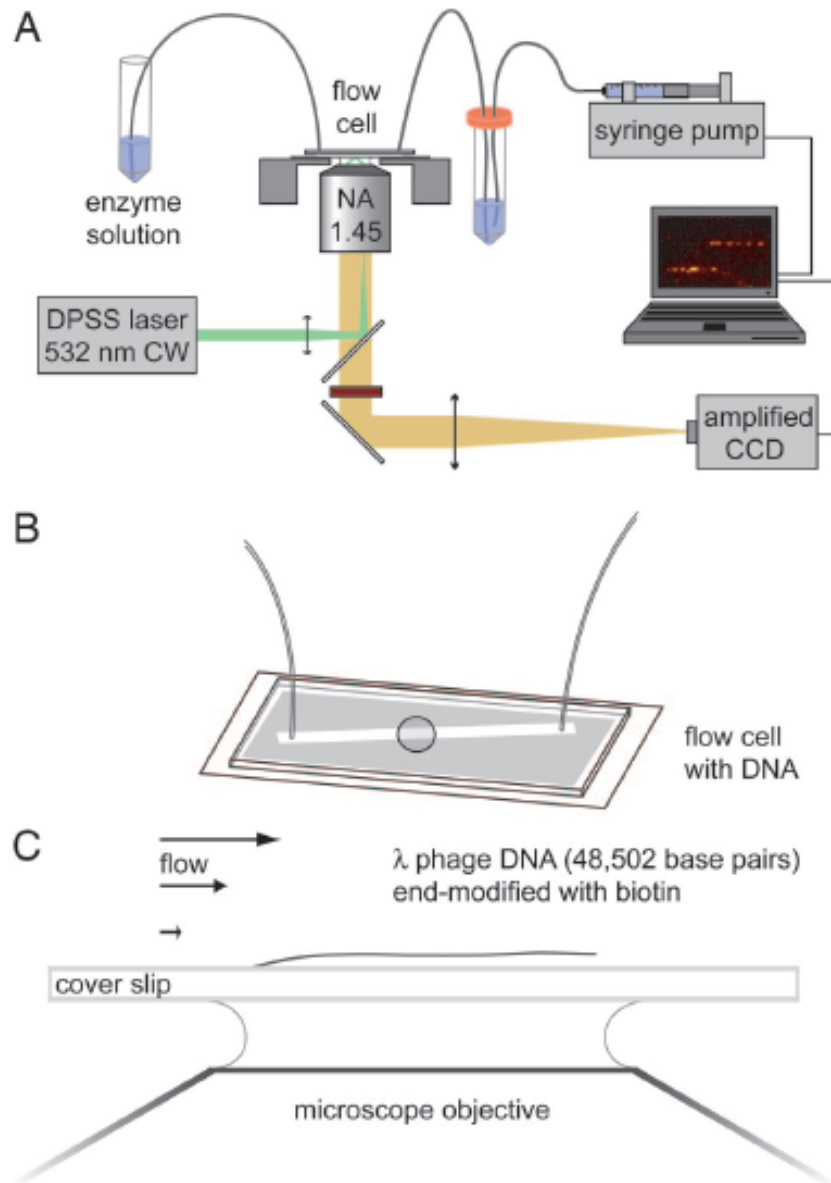 A
flow
cell
syringe pump
enzyme
solution
NA
1.45
DPSS laser
532 nm CW
amplified
CCD
B
flow cell
with DNA
C
flow
λ phage DNA (48,502 base pairs)
end-modified with biotin
cover slip
microscope objective